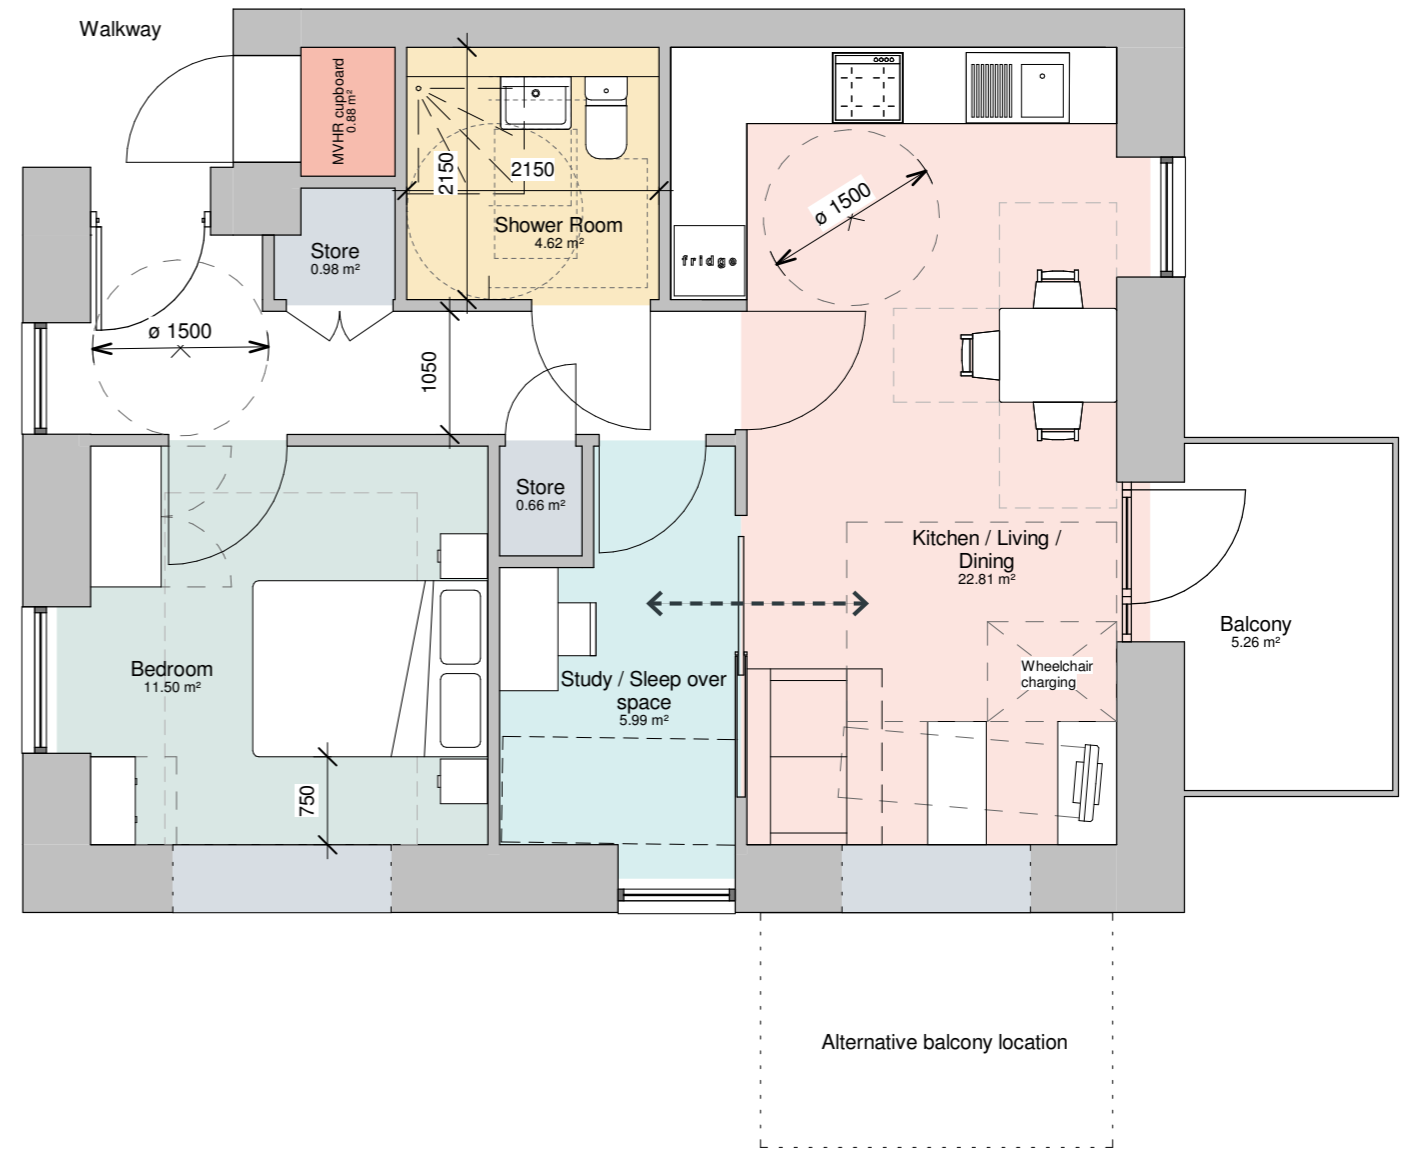 Walkway
MVHR cupboard
0.88 m²
2150
2150
Shower Room
4.62 m²
ø 1500
Store
0.98 m²
fridge
ø 1500
1050
Store
0.66 m²
Kitchen / Living /
Dining
22.81 m²
Balcony
5.26 m²
Bedroom
11.50 m²
Study / Sleep over
space
5.99 m²
Wheelchair
charging
750
Alternative balcony location